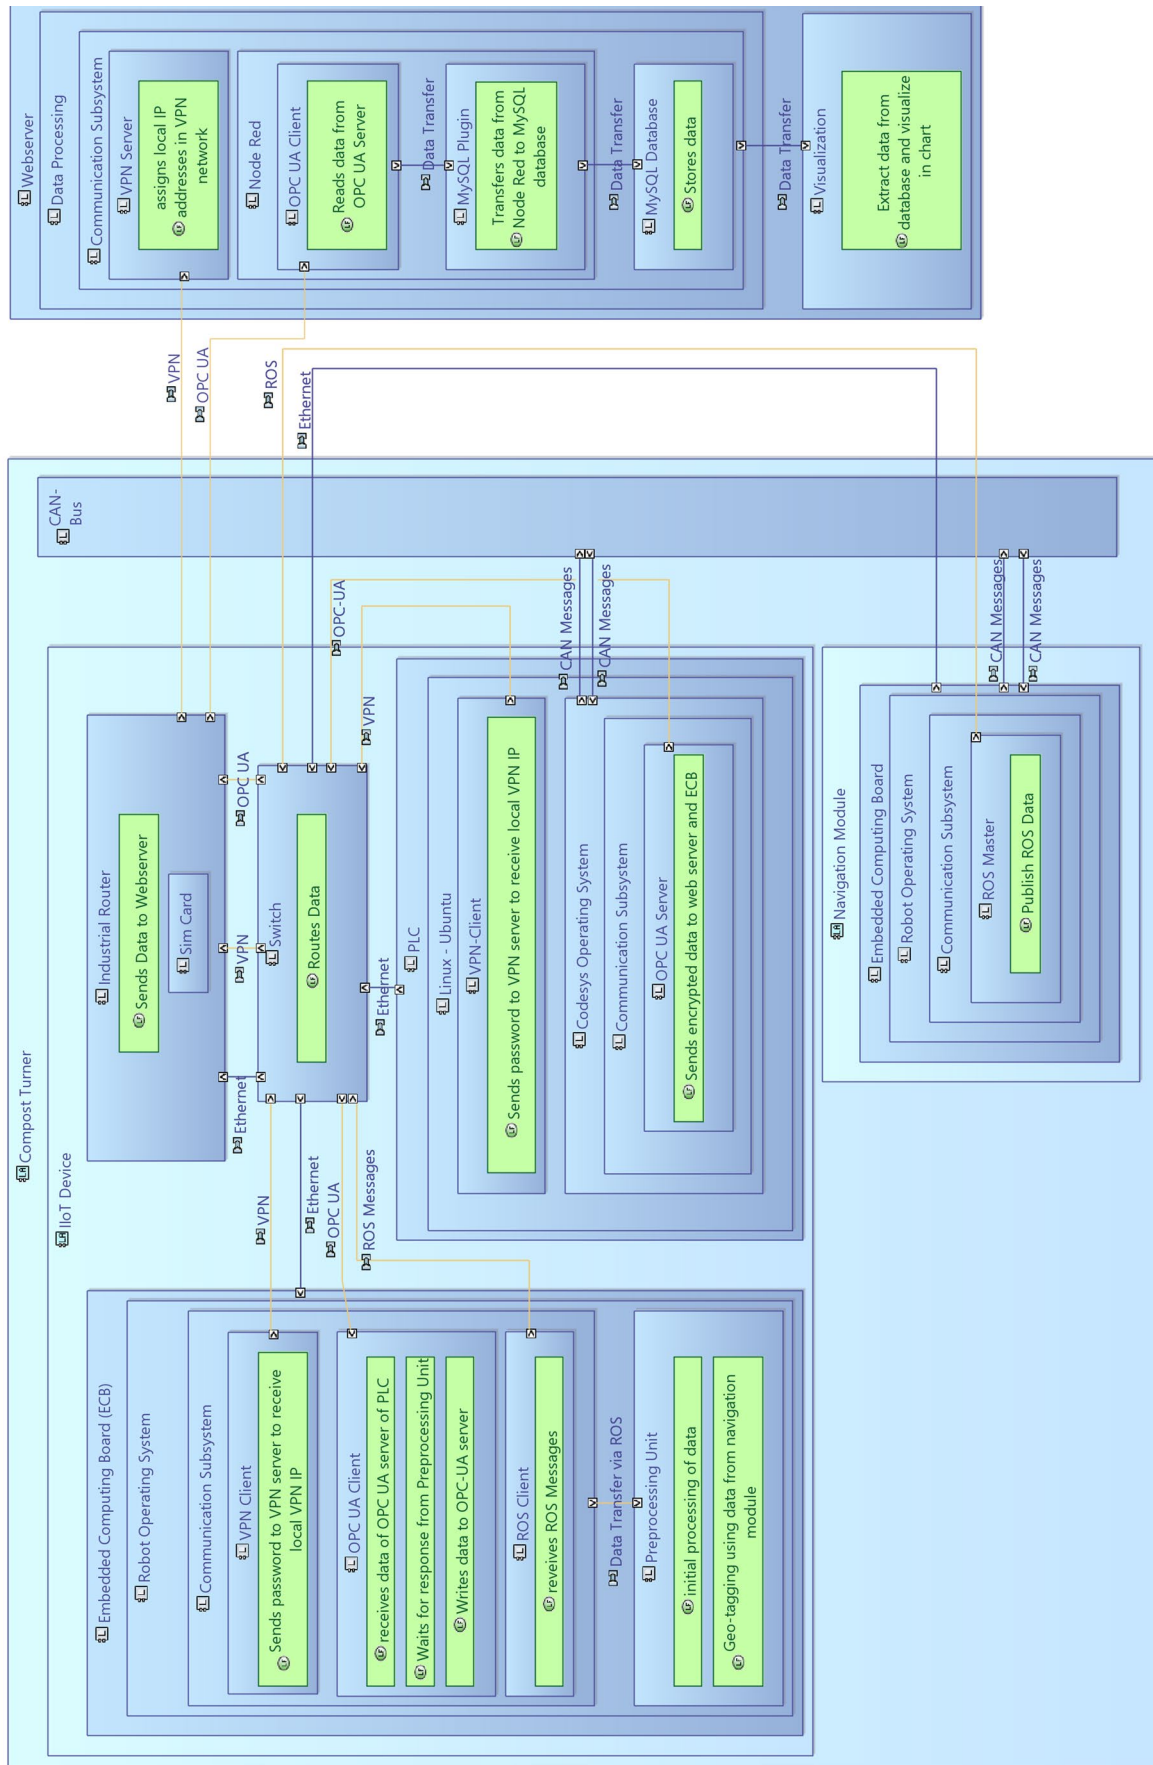 Compost Turner
IIoT Device
Embedded Computing Board (ECB)
Robot Operating System
Communication Subsystem
VPN Client
Sends password to VPN server to receive
local VPN IP
OPC UA Client
receives data of OPC UA server of PLC
Waits for response from Preprocessing Unit
Writes data to OPC-UA server
ROS Client
reveives ROS Messages
Data Transfer via ROS
Preprocessing Unit
initial processing of data
Geo-tagging using data from navigation
module
VPN
Ethernet
OPC UA
ROS Messages
Industrial Router
Sends Data to Webserver
Sim Card
Ethernet
VPN
OPC UA
Switch
Routes Data
Ethernet
VPN
OPC-UA
PLC
Linux - Ubuntu
VPN-Client
Sends password to VPN server to receive local VPN IP
Codesys Operating System
Communication Subsystem
OPC UA Server
Sends encrypted data to web server and ECB
CAN Messages
CAN Messages
Navigation Module
Embedded Computing Board
Robot Operating System
Communication Subsystem
ROS Master
Publish ROS Data
CAN Messages
CAN Messages
CAN-
Bus
VPN
OPC UA
ROS
Ethernet
Webserver
Data Processing
Communication Subsystem
VPN Server
assigns local IP
addresses in VPN
network
Node Red
OPC UA Client
Reads data from
OPC UA Server
Data Transfer
MySQL Plugin
Transfers data from
Node Red to MySQL
database
Data Transfer
MySQL Database
Stores data
Data Transfer
Visualization
Extract data from
database and visualize
in chart